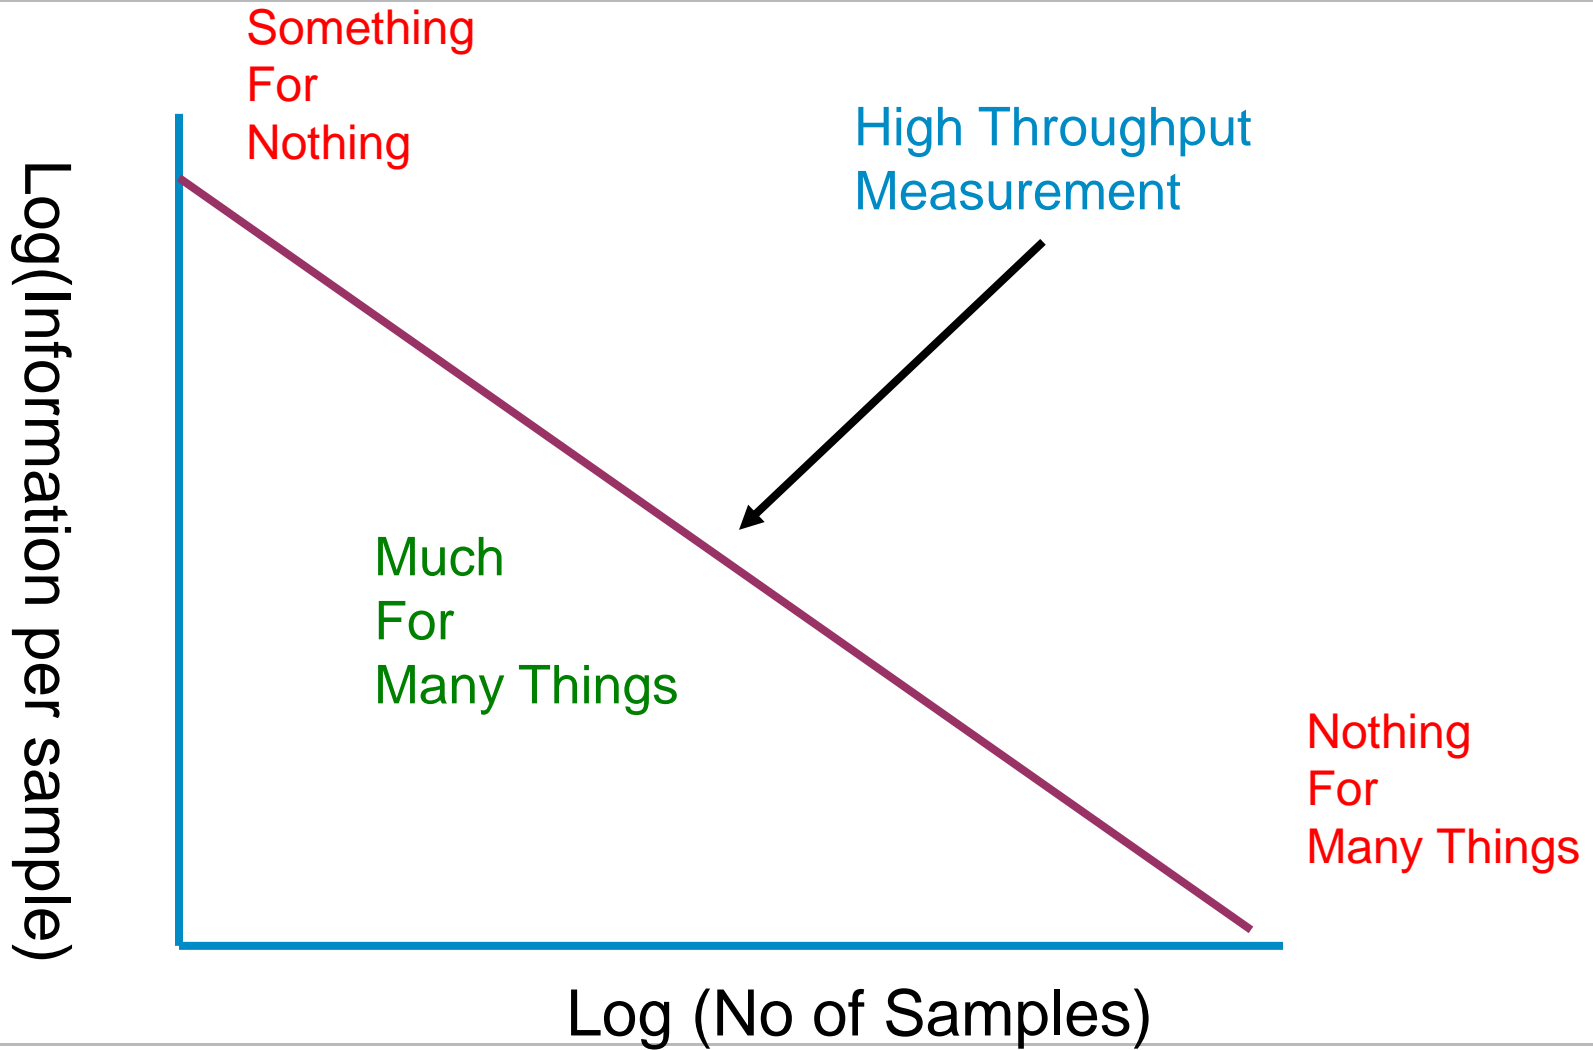 Something
For
Nothing
High Throughput
Measurement
Log(Information per sample)
Much
For
Many Things
Nothing
For
Many Things
Log (No of Samples)